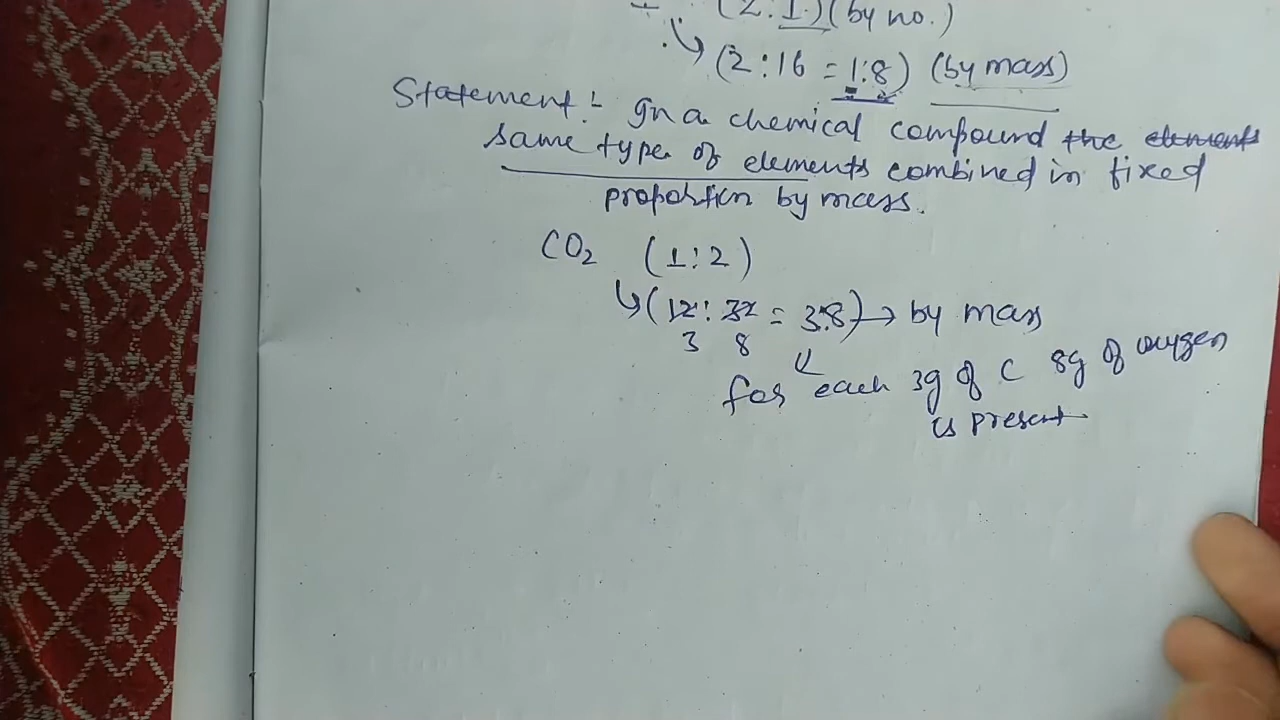 (2:1) (by no.)
(2:16 = 1:8) (by mass)
Statement:- In a chemical compound the elements
same type of elements combined in fixed
proportion by mass.
CO₂ (1:2)
(12:32 = 3:8) → by mass
3 8
for each 3g of C 8g of oxygen
is present